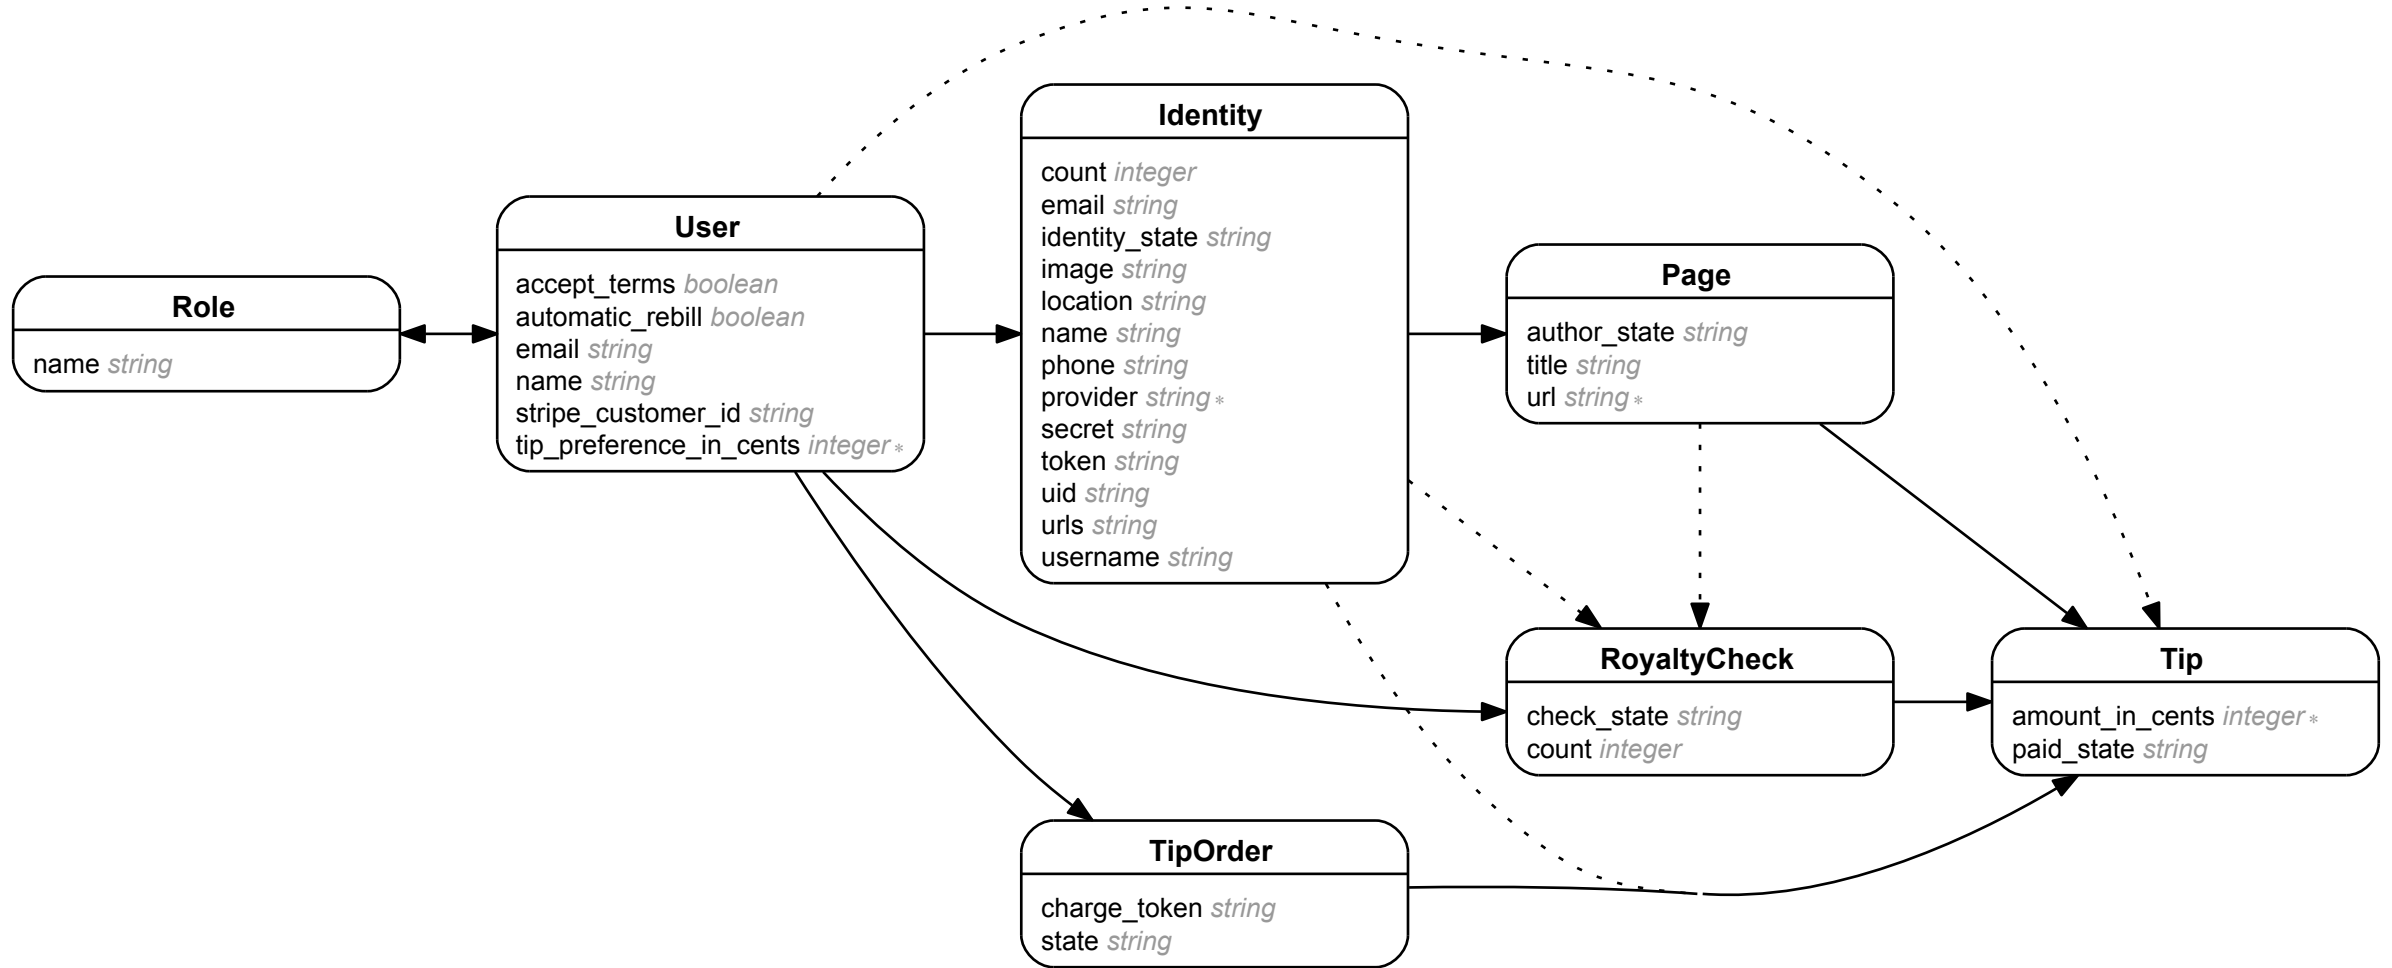 Role
name string
User
accept_terms boolean
automatic_rebill boolean
email string
name string
stripe_customer_id string
tip_preference_in_cents integer *
Identity
count integer
email string
identity_state string
image string
location string
name string
phone string
provider string *
secret string
token string
uid string
urls string
username string
Page
author_state string
title string
url string *
RoyaltyCheck
check_state string
count integer
Tip
amount_in_cents integer *
paid_state string
TipOrder
charge_token string
state string